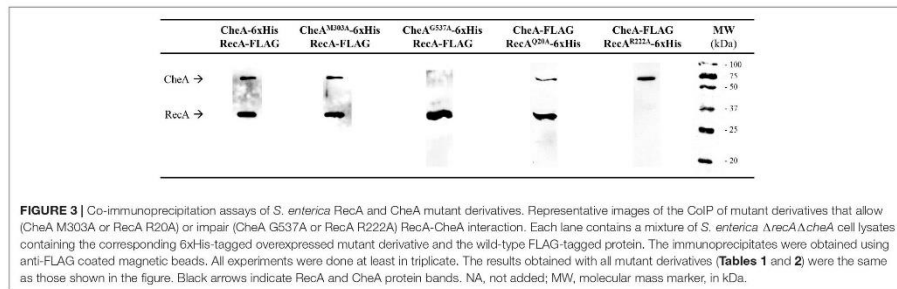 CheA-6xHis CheA^M303A-6xHis CheA^G537A-6xHis CheA-FLAG CheA-FLAG MW
RecA-FLAG RecA-FLAG RecA-FLAG RecA^Q20A-6xHis RecA^R222A-6xHis (kDa)
- 100
CheA → - 75
- 50
RecA → - 37
- 25
- 20
FIGURE 3 | Co-immunoprecipitation assays of S. enterica RecA and CheA mutant derivatives. Representative images of the CoIP of mutant derivatives that allow
(CheA M303A or RecA R20A) or impair (CheA G537A or RecA R222A) RecA-CheA interaction. Each lane contains a mixture of S. enterica ΔrecAΔcheA cell lysates
containing the corresponding 6xHis-tagged overexpressed mutant derivative and the wild-type FLAG-tagged protein. The immunoprecipitates were obtained using
anti-FLAG coated magnetic beads. All experiments were done at least in triplicate. The results obtained with all mutant derivatives (Tables 1 and 2) were the same
as those shown in the figure. Black arrows indicate RecA and CheA protein bands. NA, not added; MW, molecular mass marker, in kDa.